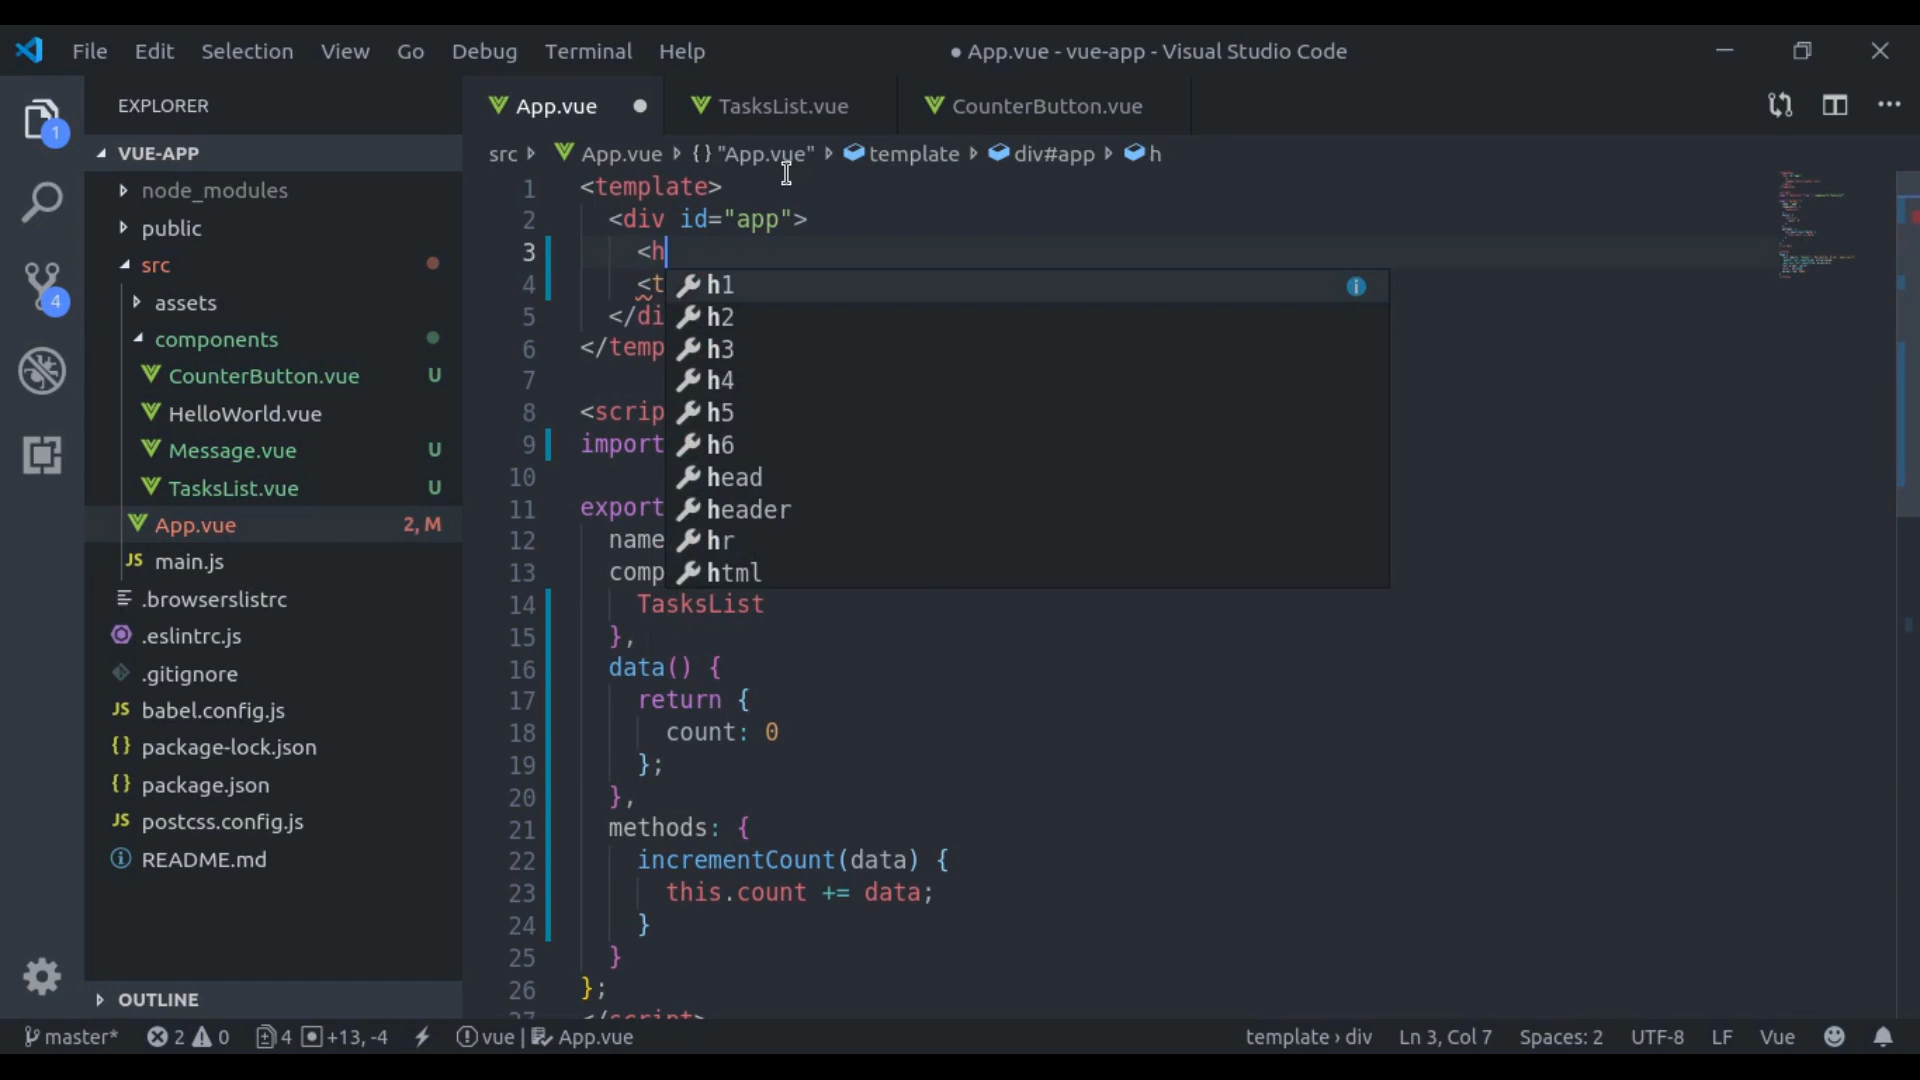 File Edit Selection View Go Debug Terminal Help
● App.vue - vue-app - Visual Studio Code
1
4
EXPLORER
VUE-APP
node_modules
public
src
assets
components
CounterButton.vue U
HelloWorld.vue
Message.vue U
TasksList.vue U
App.vue 2, M
JS main.js
.browserslistrc
.eslintrc.js
.gitignore
JS babel.config.js
{} package-lock.json
{} package.json
JS postcss.config.js
README.md
OUTLINE
App.vue ● TasksList.vue CounterButton.vue
src App.vue {} "App.vue" template div#app h
1 <template>
2 <div id="app">
3 <h
4 <t
5 </di
6 </temp
7
8 <scrip
9 import
10
11 export
12 name
13 comp
14 TasksList
15 },
16 data() {
17 return {
18 count: 0
19 };
20 },
21 methods: {
22 incrementCount(data) {
23 this.count += data;
24 }
25 }
26 };
27 </script>
h1
h2
h3
h4
h5
h6
head
header
hr
html
master* 2 0 4 +13, -4 vue | App.vue
template › div Ln 3, Col 7 Spaces: 2 UTF-8 LF Vue